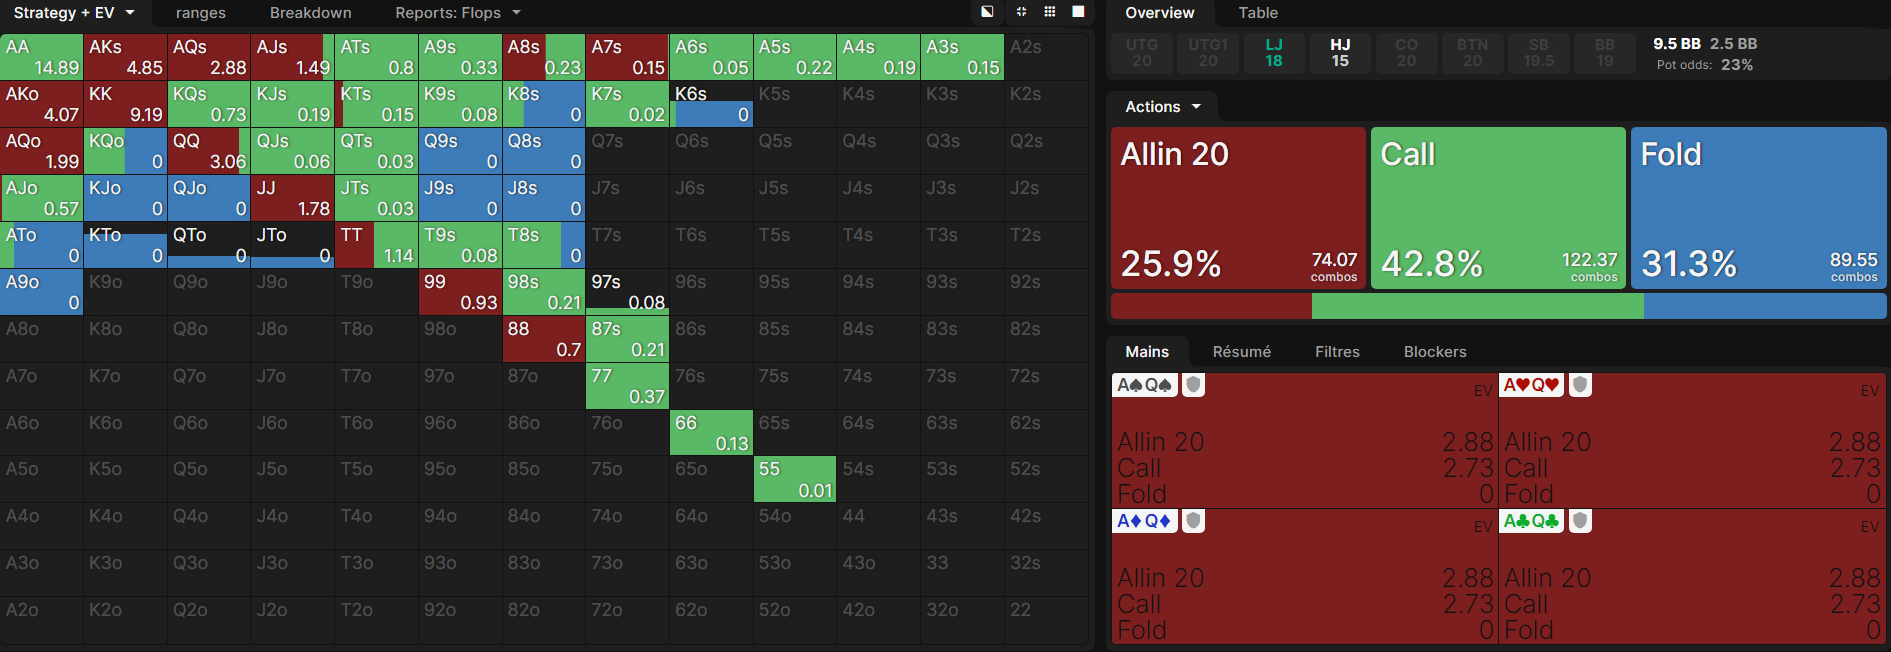 Strategy + EV ranges Breakdown Reports: Flops
AA AKs AQs AJs ATs A9s A8s A7s A6s A5s A4s A3s A2s
14.89 4.85 2.88 1.49 0.8 0.33 0.23 0.15 0.05 0.22 0.19 0.15
AKo KK KQs KJs KTs K9s K8s K7s K6s K5s K4s K3s K2s
4.07 9.19 0.73 0.19 0.15 0.08 0 0.02 0
AQo KQo QQ QJs QTs Q9s Q8s Q7s Q6s Q5s Q4s Q3s Q2s
1.99 0 3.06 0.06 0.03 0 0
AJo KJo QJo JJ JTs J9s J8s J7s J6s J5s J4s J3s J2s
0.57 0 0 1.78 0.03 0 0
ATo KTo QTo JTo TT T9s T8s T7s T6s T5s T4s T3s T2s
0 0 0 0 1.14 0.08 0
A9o K9o Q9o J9o T9o 99 98s 97s 96s 95s 94s 93s 92s
0 0.93 0.21 0.08
A8o K8o Q8o J8o T8o 98o 88 87s 86s 85s 84s 83s 82s
0.7 0.21
A7o K7o Q7o J7o T7o 97o 87o 77 76s 75s 74s 73s 72s
0.37
A6o K6o Q6o J6o T6o 96o 86o 76o 66 65s 64s 63s 62s
0.13
A5o K5o Q5o J5o T5o 95o 85o 75o 65o 55 54s 53s 52s
0.01
A4o K4o Q4o J4o T4o 94o 84o 74o 64o 54o 44 43s 42s
A3o K3o Q3o J3o T3o 93o 83o 73o 63o 53o 43o 33 32s
A2o K2o Q2o J2o T2o 92o 82o 72o 62o 52o 42o 32o 22
Overview Table
UTG UTG1 LJ HJ CO BTN SB BB 9.5 BB 2.5 BB
20 20 18 15 20 20 19.5 19 Pot odds: 23%
Actions
Allin 20 Call Fold
25.9% 74.07 combos 42.8% 122.37 combos 31.3% 89.55 combos
Mains Résumé Filtres Blockers
A♠Q♠ EV A♥Q♥ EV
Allin 20 2.88 Allin 20 2.88
Call 2.73 Call 2.73
Fold 0 Fold 0
A♦Q♦ EV A♣Q♣ EV
Allin 20 2.88 Allin 20 2.88
Call 2.73 Call 2.73
Fold 0 Fold 0